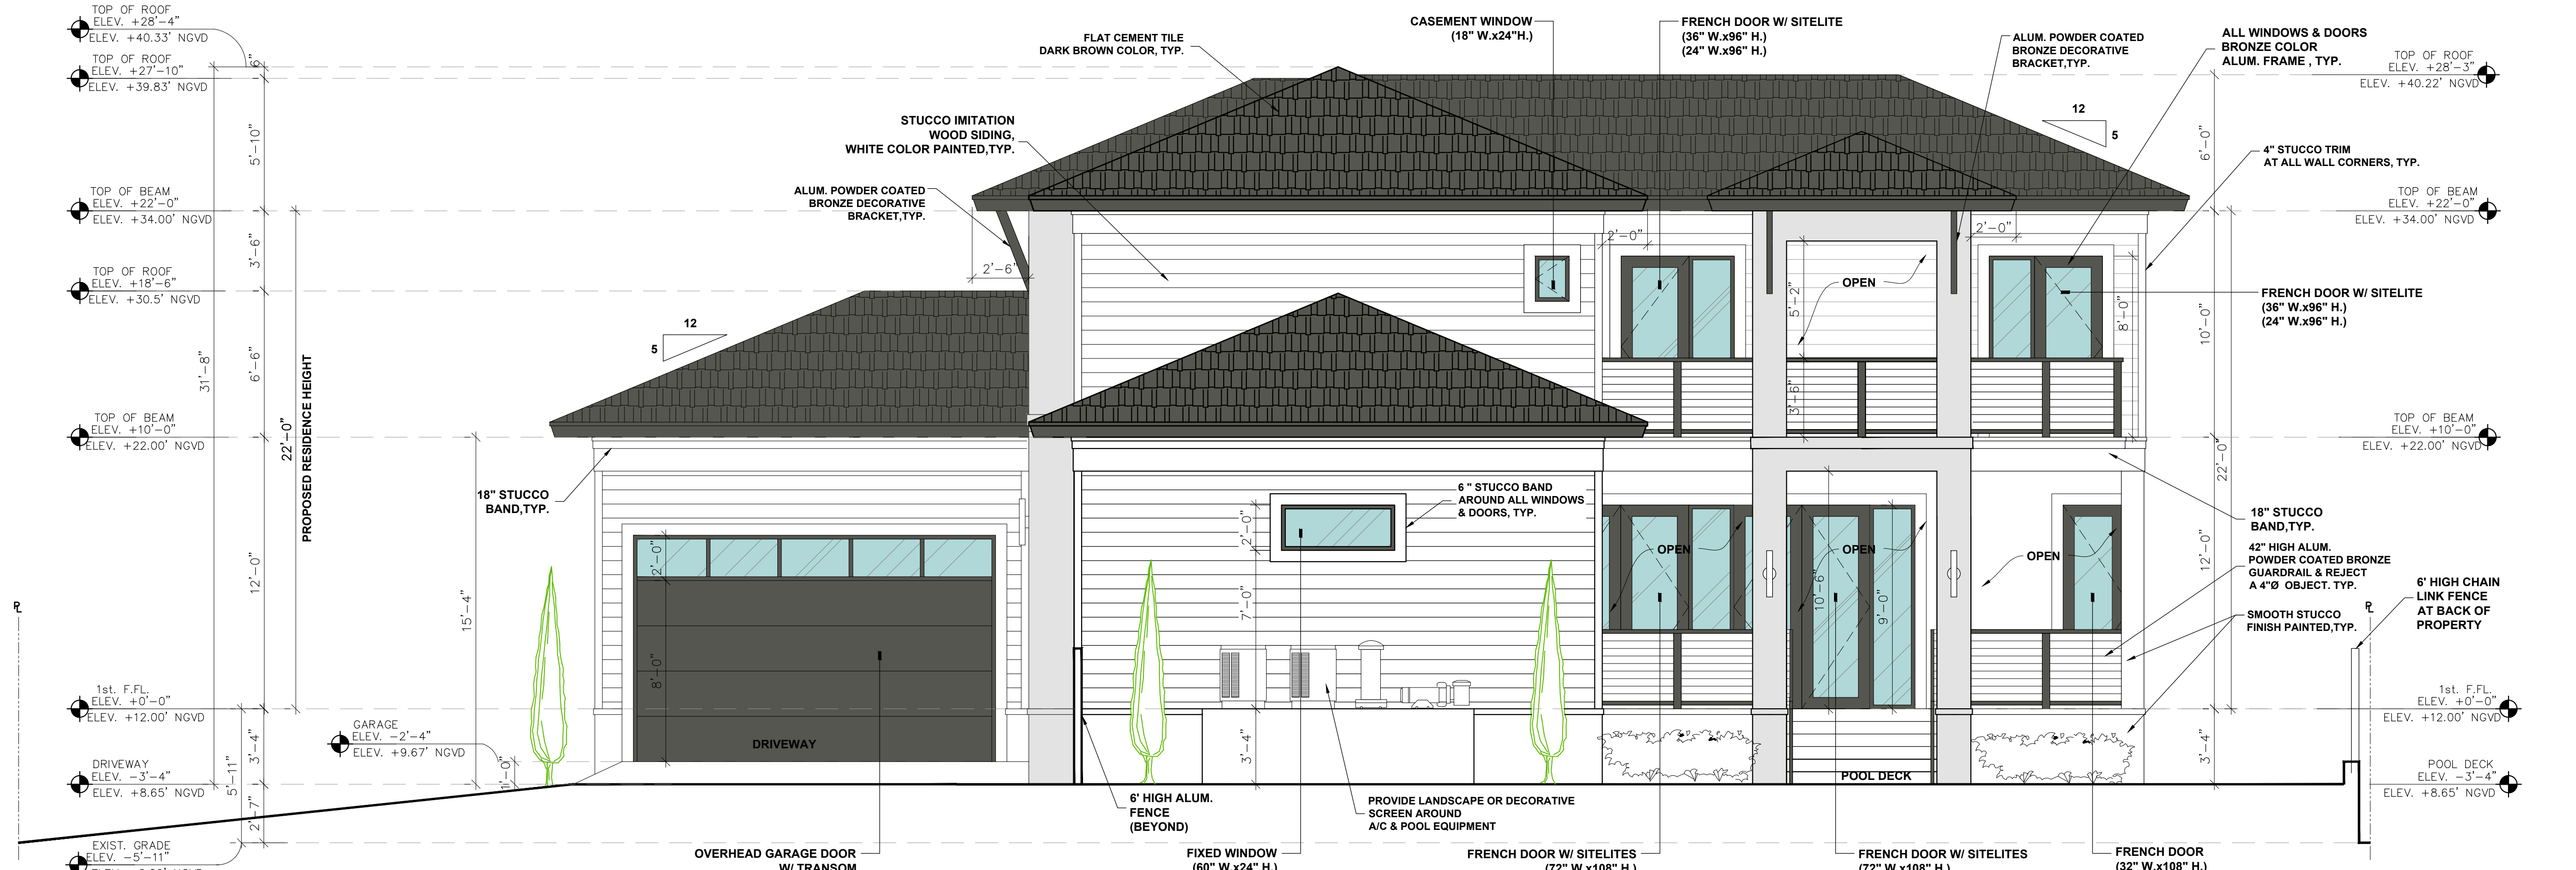 TOP OF ROOF
ELEV. +28'-4"
ELEV. +40.33' NGVD
TOP OF ROOF
ELEV. +27'-10"
ELEV. +39.83' NGVD
TOP OF BEAM
ELEV. +22'-0"
ELEV. +34.00' NGVD
TOP OF ROOF
ELEV. +18'-6"
ELEV. +30.5' NGVD
TOP OF BEAM
ELEV. +10'-0"
ELEV. +22.00' NGVD
1st. F.FL.
ELEV. +0'-0"
ELEV. +12.00' NGVD
DRIVEWAY
ELEV. -3'-4"
ELEV. +8.65' NGVD
EXIST. GRADE
ELEV. -5'-11"
GARAGE
ELEV. -2'-4"
ELEV. +9.67' NGVD
6"
5'-10"
3'-6"
6'-6"
12'-0"
3'-4"
2'-7"
5'-11"
31'-8"
22'-0"
PROPOSED RESIDENCE HEIGHT
15'-4"
1'-0"
18" STUCCO
BAND,TYP.
12
5
FLAT CEMENT TILE
DARK BROWN COLOR, TYP.
STUCCO IMITATION
WOOD SIDING,
WHITE COLOR PAINTED,TYP.
ALUM. POWDER COATED
BRONZE DECORATIVE
BRACKET,TYP.
2'-6"
CASEMENT WINDOW
(18" W.x24"H.)
FRENCH DOOR W/ SITELITE
(36" W.x96" H.)
(24" W.x96" H.)
ALUM. POWDER COATED
BRONZE DECORATIVE
BRACKET,TYP.
ALL WINDOWS & DOORS
BRONZE COLOR
ALUM. FRAME , TYP.
12
5
4" STUCCO TRIM
AT ALL WALL CORNERS, TYP.
2'-0"
2'-0"
OPEN
5'-2"
3'-6"
8'-0"
FRENCH DOOR W/ SITELITE
(36" W.x96" H.)
(24" W.x96" H.)
6 " STUCCO BAND
AROUND ALL WINDOWS
& DOORS, TYP.
2'-0"
7'-0"
3'-4"
2'-0"
8'-0"
DRIVEWAY
OPEN
OPEN
OPEN
10'-6"
9'-0"
POOL DECK
18" STUCCO
BAND,TYP.
42" HIGH ALUM.
POWDER COATED BRONZE
GUARDRAIL & REJECT
A 4"Ø OBJECT. TYP.
SMOOTH STUCCO
FINISH PAINTED,TYP.
6' HIGH CHAIN
LINK FENCE
AT BACK OF
PROPERTY
6' HIGH ALUM.
FENCE
(BEYOND)
PROVIDE LANDSCAPE OR DECORATIVE
SCREEN AROUND
A/C & POOL EQUIPMENT
OVERHEAD GARAGE DOOR
W/ TRANSOM
FIXED WINDOW
(60" W.x24" H.)
FRENCH DOOR W/ SITELITES
(72" W.x108" H.)
FRENCH DOOR W/ SITELITES
(72" W.x108" H.)
FRENCH DOOR
(32" W.x108" H.)
6'-0"
10'-0"
12'-0"
22'-0"
3'-4"
TOP OF ROOF
ELEV. +28'-3"
ELEV. +40.22' NGVD
TOP OF BEAM
ELEV. +22'-0"
ELEV. +34.00' NGVD
TOP OF BEAM
ELEV. +10'-0"
ELEV. +22.00' NGVD
1st. F.FL.
ELEV. +0'-0"
ELEV. +12.00' NGVD
POOL DECK
ELEV. -3'-4"
ELEV. +8.65' NGVD